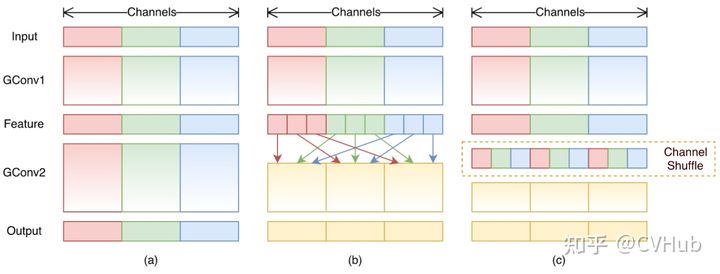 Channels
Channels
Channels
Input
GConv1
Feature
GConv2
Channel
Shuffle
Output
知乎 @CVHub
(a)
(b)
(c)